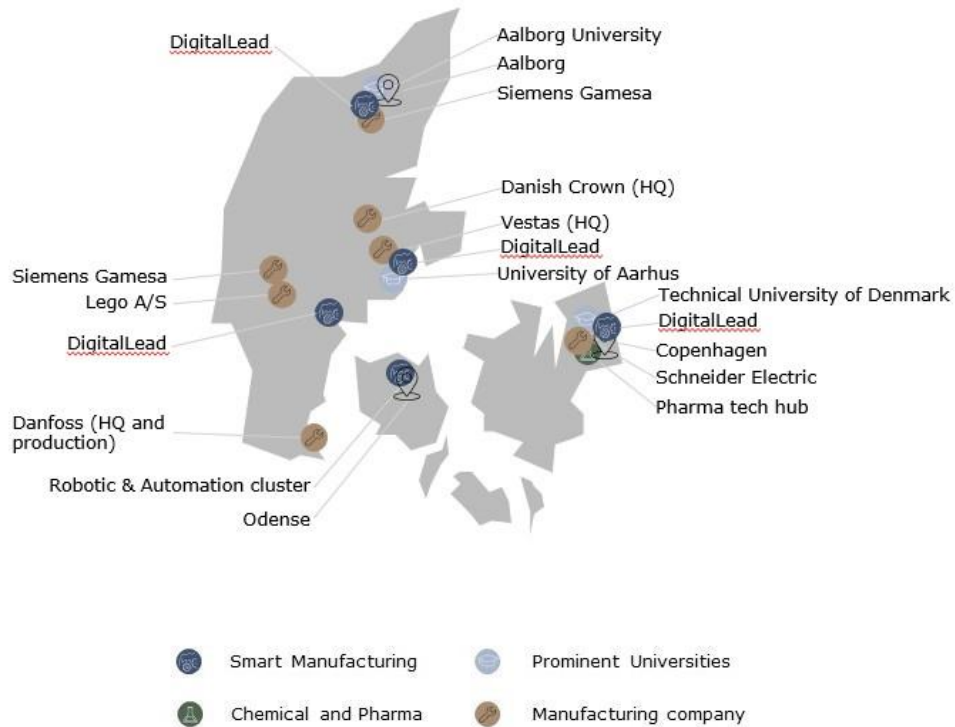 DigitalLead
Aalborg University
Aalborg
Siemens Gamesa
Danish Crown (HQ)
Vestas (HQ)
DigitalLead
University of Aarhus
Siemens Gamesa
Lego A/S
DigitalLead
Technical University of Denmark
DigitalLead
Copenhagen
Schneider Electric
Pharma tech hub
Danfoss (HQ and
production)
Robotic & Automation cluster
Odense
Smart Manufacturing
Prominent Universities
Chemical and Pharma
Manufacturing company